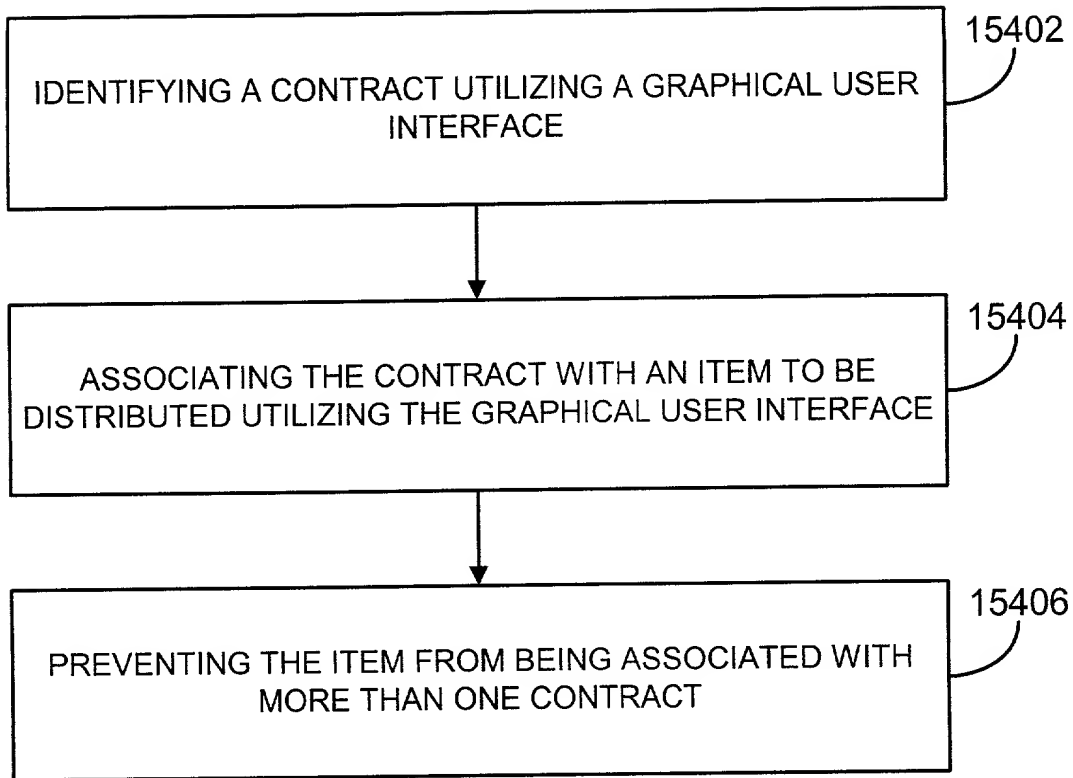 15402
IDENTIFYING A CONTRACT UTILIZING A GRAPHICAL USER
INTERFACE
15404
ASSOCIATING THE CONTRACT WITH AN ITEM TO BE
DISTRIBUTED UTILIZING THE GRAPHICAL USER INTERFACE
15406
PREVENTING THE ITEM FROM BEING ASSOCIATED WITH
MORE THAN ONE CONTRACT